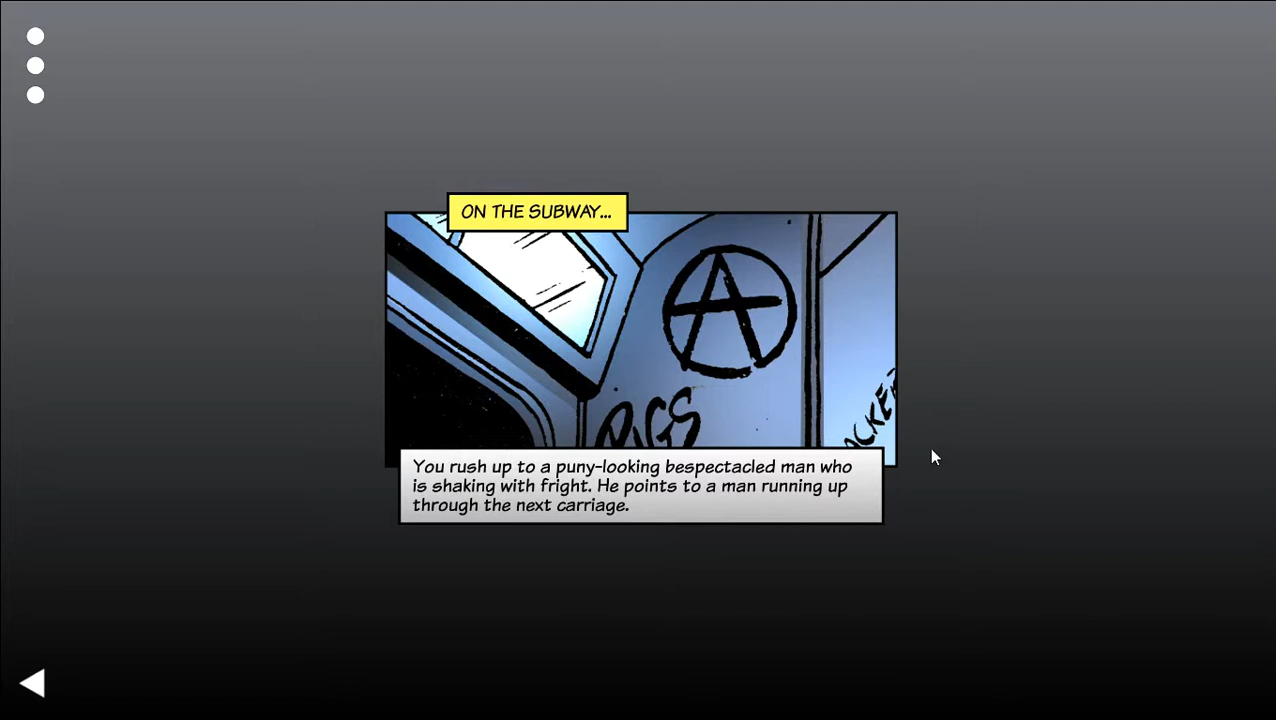 ON THE SUBWAY...
A
PIGS
ACKED
You rush up to a puny-looking bespectacled man who
is shaking with fright. He points to a man running up
through the next carriage.